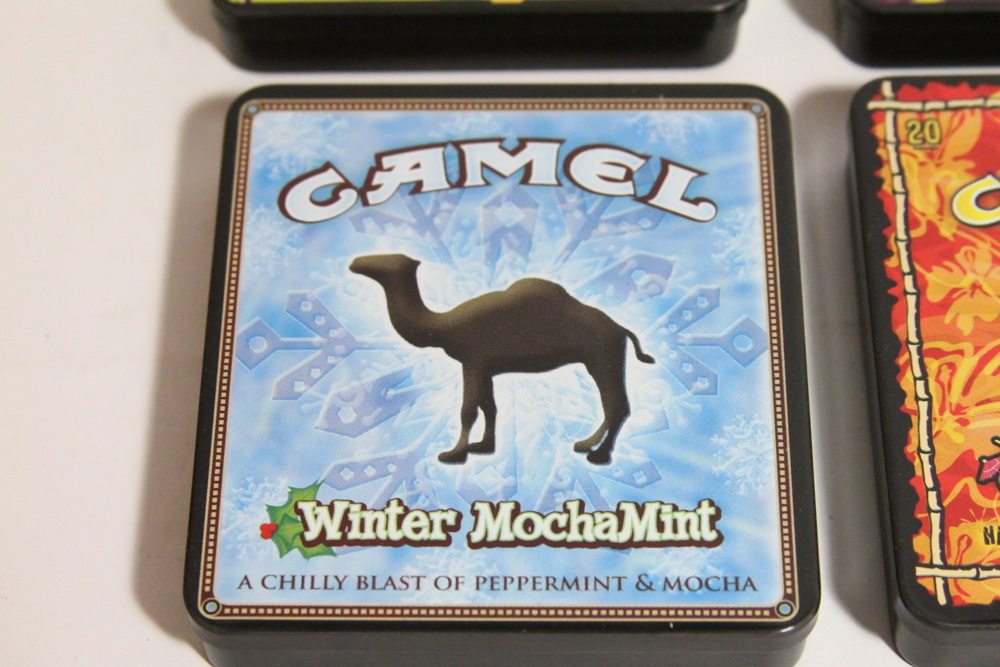 CAMEL
Winter MochaMint
A CHILLY BLAST OF PEPPERMINT & MOCHA
20